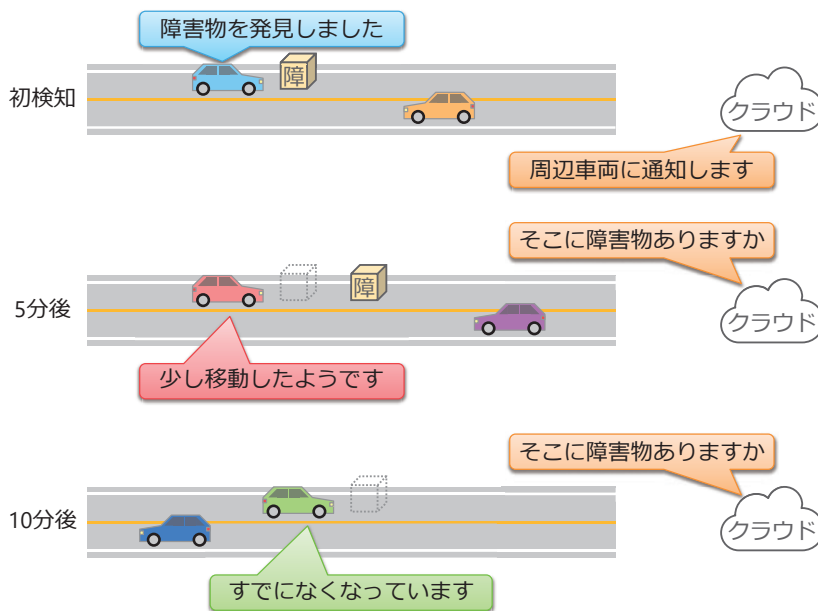 障害物を発見しました
初検知
障
クラウド
周辺車両に通知します
そこに障害物ありますか
5分後
障
クラウド
少し移動したようです
そこに障害物ありますか
10分後
クラウド
すでになくなっています